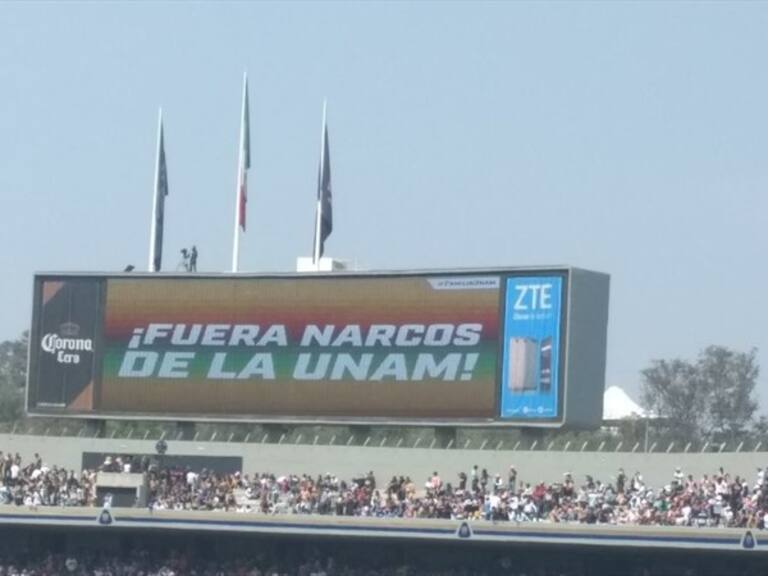 ¡FUERA NARCOS
DE LA UNAM!
Corona
Cero
ZTE